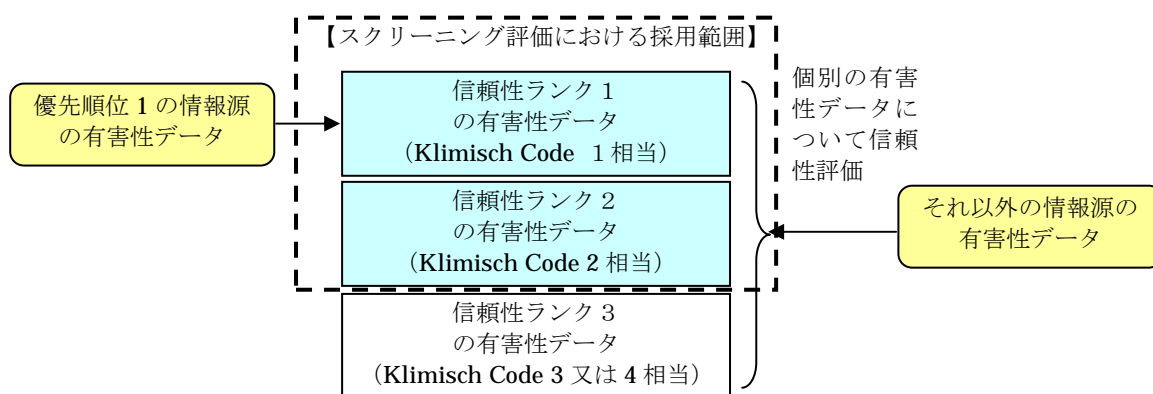 【スクリーニング評価における採用範囲】
優先順位 1 の情報源
の有害性データ
信頼性ランク１
の有害性データ
（Klimisch Code １相当）
信頼性ランク２
の有害性データ
（Klimisch Code 2 相当）
信頼性ランク３
の有害性データ
（Klimisch Code 3 又は 4 相当）
個別の有害
性データに
ついて信頼
性評価
それ以外の情報源の
有害性データ